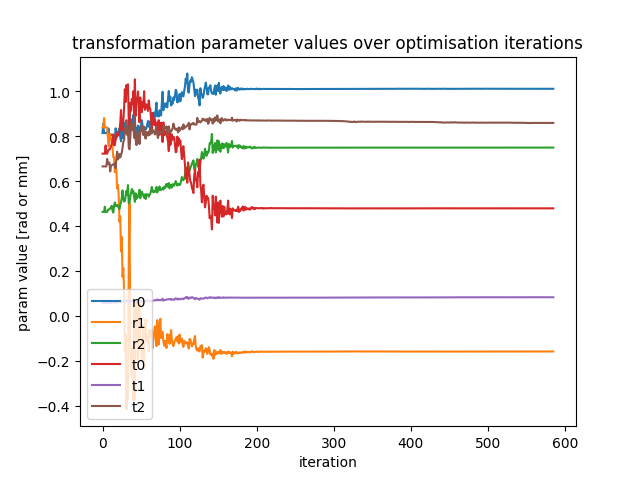 transformation parameter values over optimisation iterations
param value [rad or mm]
1.0
0.8
0.6
0.4
0.2
0.0
−0.2
−0.4
r0
r1
r2
t0
t1
t2
0 100 200 300 400 500 600
iteration